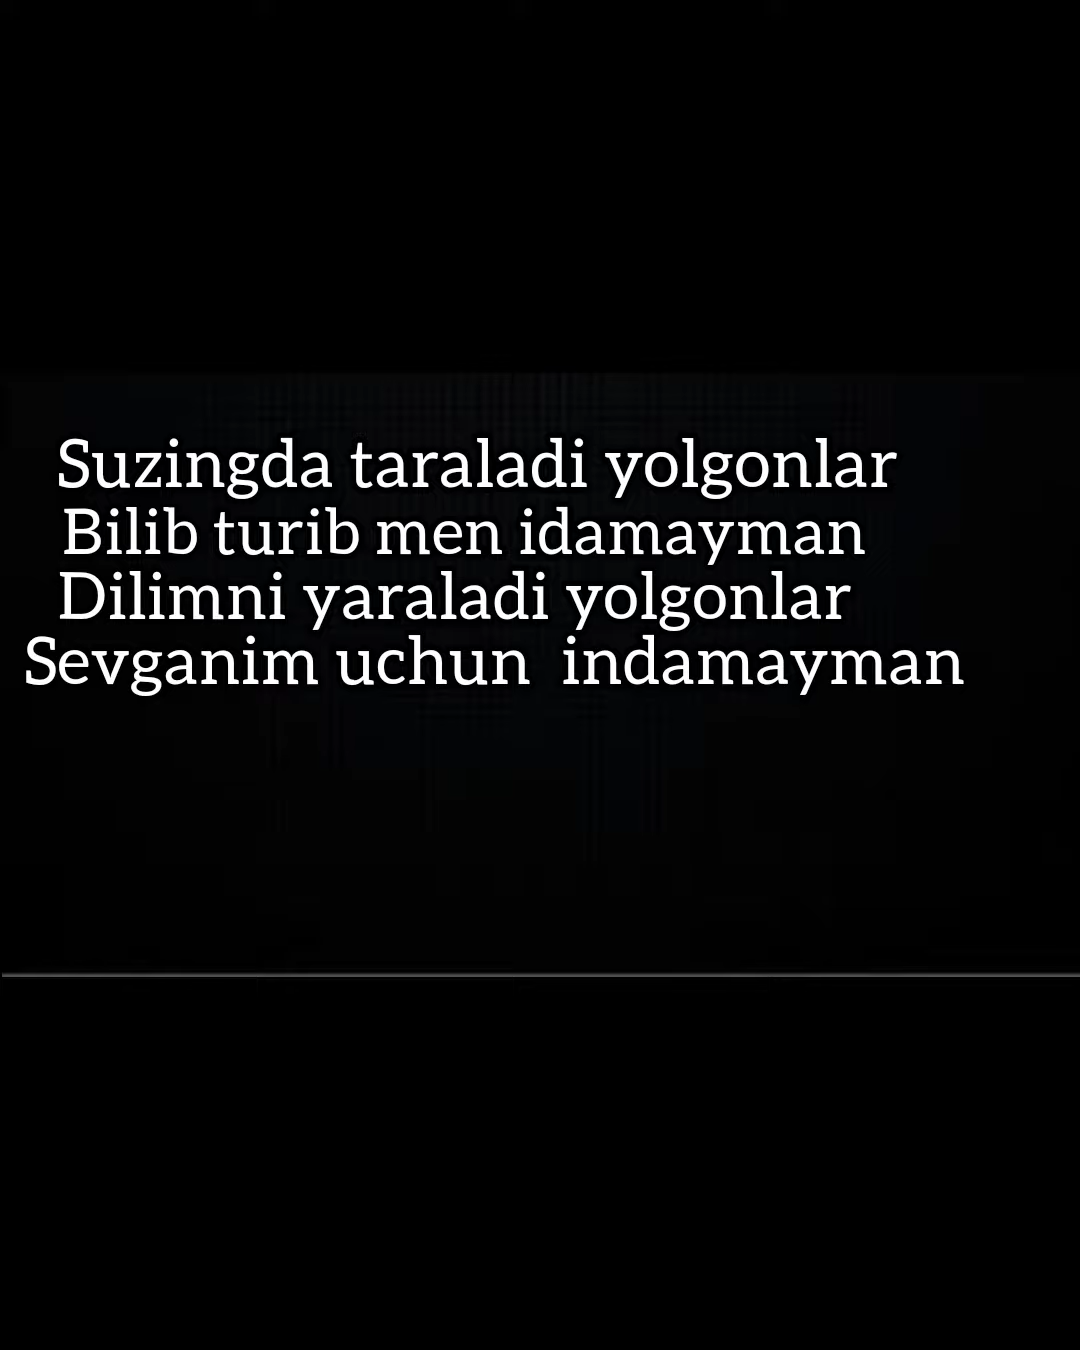 Suzingda taraladi yolgonlar
Bilib turib men idamayman
Dilimni yaraladi yolgonlar
Sevganim uchun indamayman